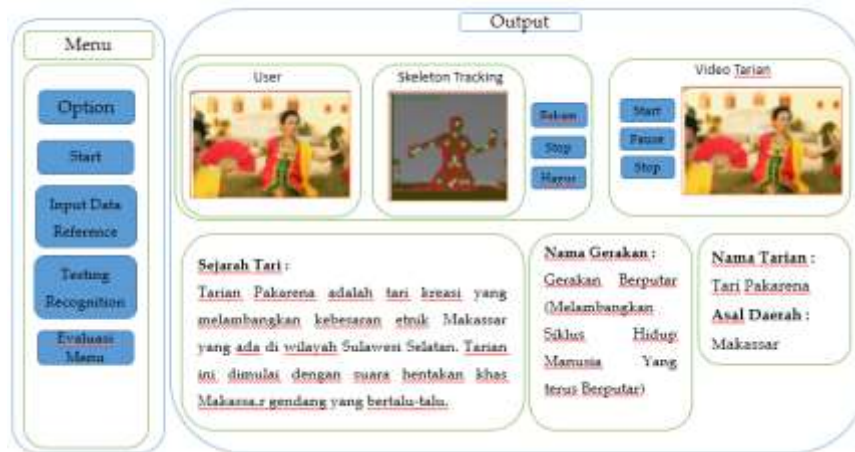 Output
Menu
Option
Start
Input Data
Reference
Testing
Recognition
Evaluasi
Menu
User
Skeleton Tracking
Rekam
Stop
Hapus
Video Tarian
Start
Pause
Stop
Sejarah Tari :
Tarian Pakarena adalah tari kreasi yang
melambangkan kebesaran etnik Makassar
yang ada di wilayah Sulawesi Selatan. Tarian
ini dimulai dengan suara hentakan khas
Makassa.r gendang yang bertalu-talu.
Nama Gerakan :
Gerakan Berputar
(Melambangkan
Siklus Hidup
Manusia Yang
terus Berputar)
Nama Tarian :
Tari Pakarena
Asal Daerah :
Makassar